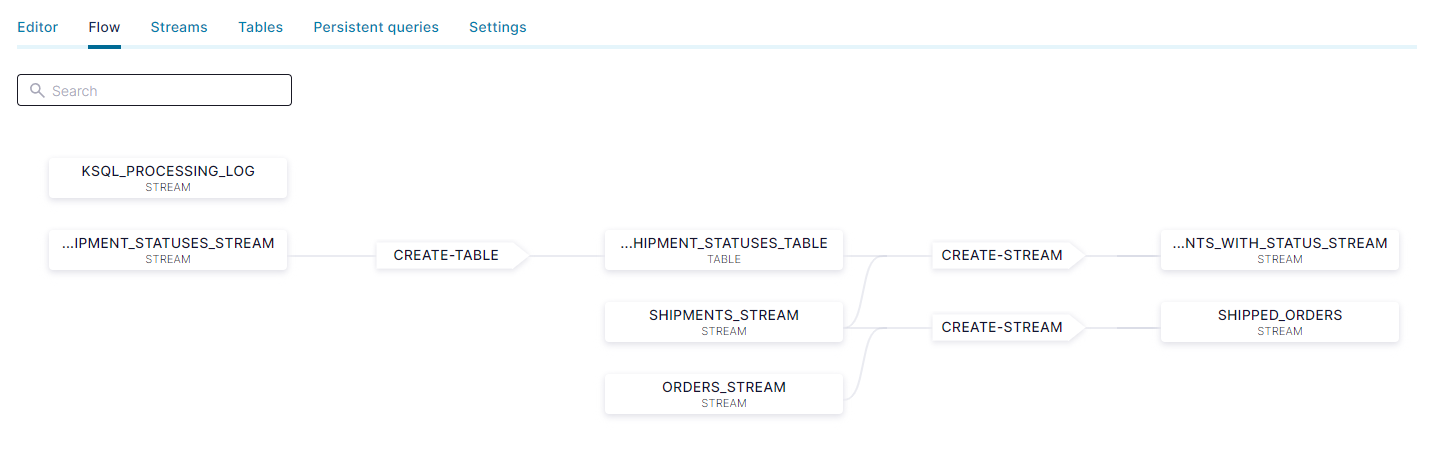 Editor Flow Streams Tables Persistent queries Settings
Search
KSQL_PROCESSING_LOG
STREAM
...IPMENT_STATUSES_STREAM
STREAM
CREATE-TABLE
...HIPMENT_STATUSES_TABLE
TABLE
CREATE-STREAM
...NTS_WITH_STATUS_STREAM
STREAM
SHIPMENTS_STREAM
STREAM
CREATE-STREAM
SHIPPED_ORDERS
STREAM
ORDERS_STREAM
STREAM